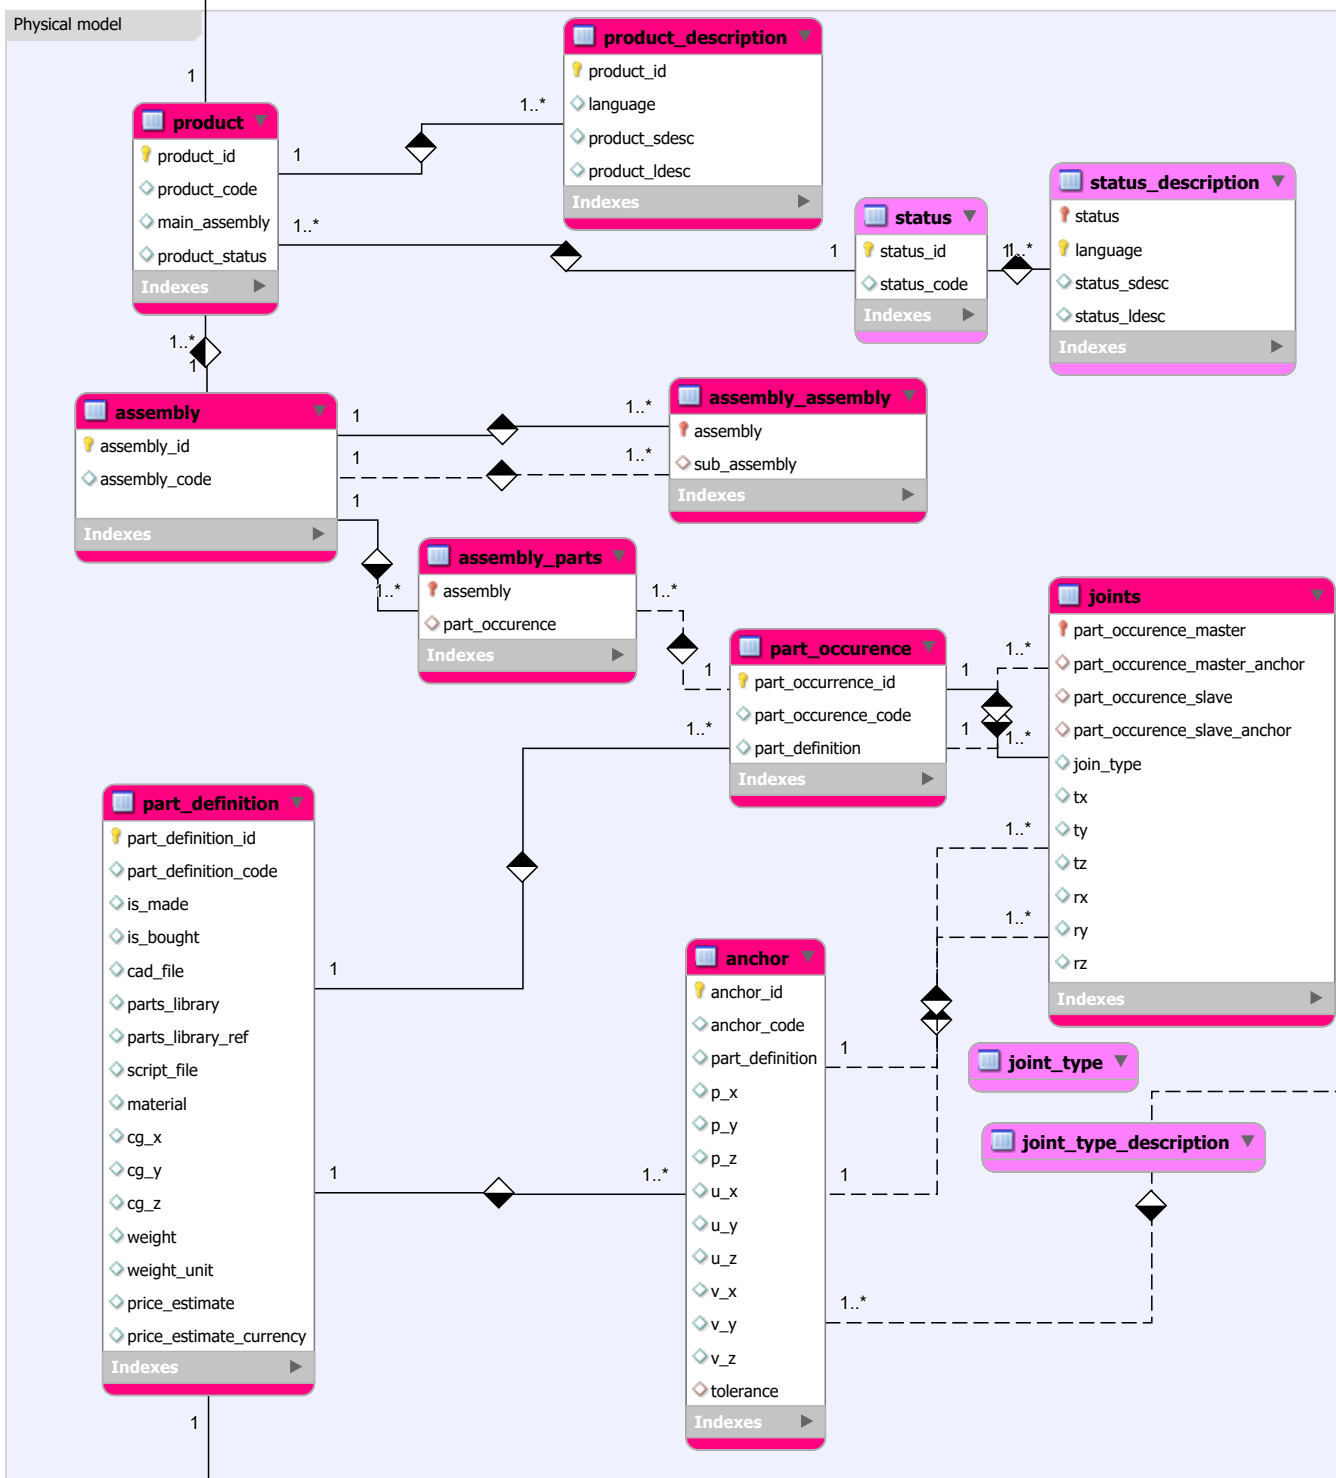 Physical model
1
product
product_id
product_code
main_assembly
product_status
Indexes
1
1..*
product_description
product_id
language
product_sdesc
product_ldesc
Indexes
1..*
1
status
status_id
status_code
Indexes
1
1..*
status_description
status
language
status_sdesc
status_ldesc
Indexes
1..*
1
assembly
assembly_id
assembly_code
Indexes
1
1..*
1
1..*
1
1..*
assembly_assembly
assembly
sub_assembly
Indexes
assembly_parts
assembly
part_occurence
Indexes
1..*
1
part_occurence
part_occurrence_id
part_occurence_code
part_definition
Indexes
1..*
1
1
1..*
1..*
joints
part_occurence_master
part_occurence_master_anchor
part_occurence_slave
part_occurence_slave_anchor
join_type
tx
ty
tz
rx
ry
rz
Indexes
1..*
1..*
part_definition
part_definition_id
part_definition_code
is_made
is_bought
cad_file
parts_library
parts_library_ref
script_file
material
cg_x
cg_y
cg_z
weight
weight_unit
price_estimate
price_estimate_currency
Indexes
1
1
1..*
1
anchor
anchor_id
anchor_code
part_definition
p_x
p_y
p_z
u_x
u_y
u_z
v_x
v_y
v_z
tolerance
Indexes
1
1
1..*
joint_type
joint_type_description